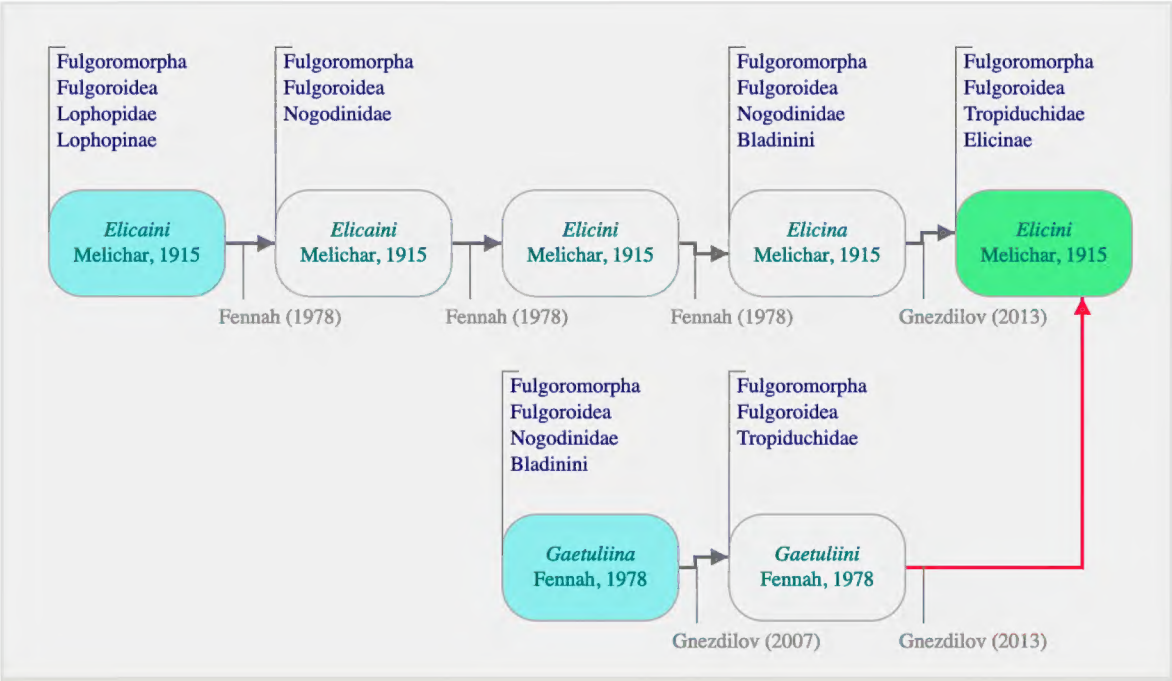 Fulgoromorpha
Fulgoroidea
Lophopidae
Lophopinae
Fulgoromorpha
Fulgoroidea
Nogodinidae
Fulgoromorpha
Fulgoroidea
Nogodinidae
Bladinini
Fulgoromorpha
Fulgoroidea
Tropiduchidae
Elicinae
Elicaini
Melichar, 1915
Elicaini
Melichar, 1915
Elicini
Melichar, 1915
Elicina
Melichar, 1915
Elicini
Melichar, 1915
Fennah (1978)
Fennah (1978)
Fennah (1978)
Gnezdilov (2013)
Fulgoromorpha
Fulgoroidea
Nogodinidae
Bladinini
Fulgoromorpha
Fulgoroidea
Tropiduchidae
Gaetuliina
Fennah, 1978
Gaetuliini
Fennah, 1978
Gnezdilov (2007)
Gnezdilov (2013)